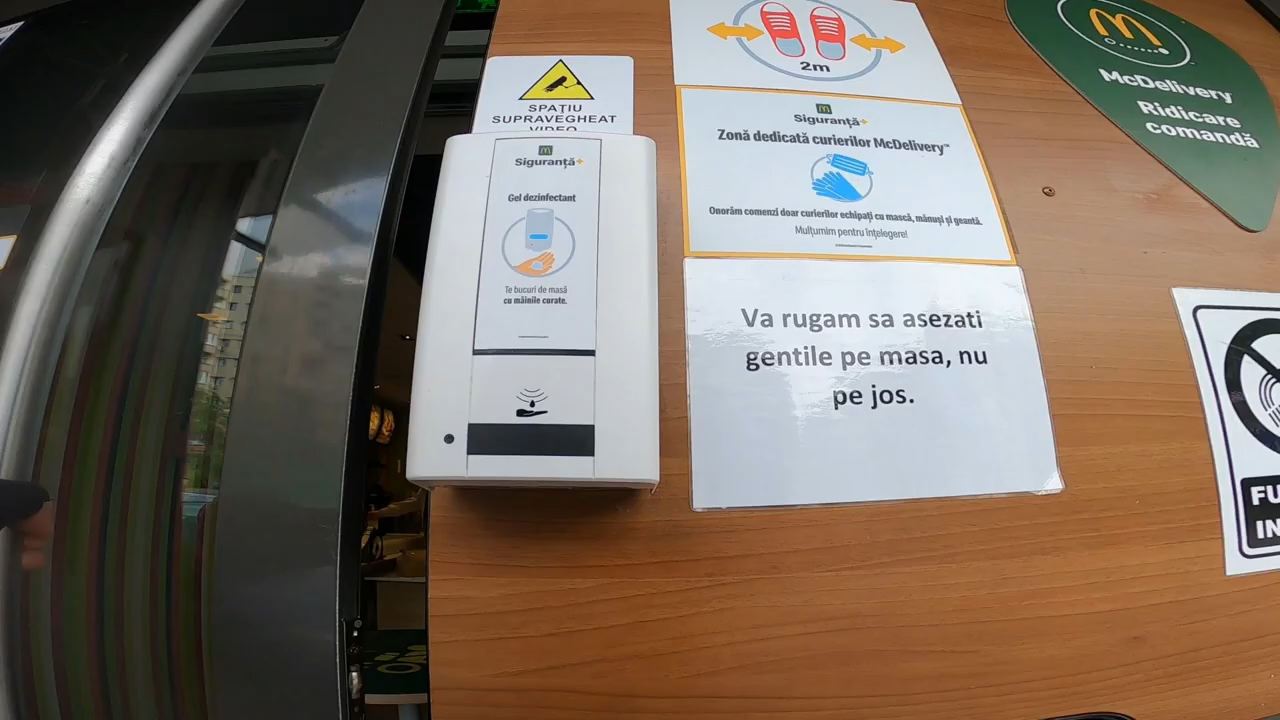 SPAȚIU
SUPRAVEGHEAT
VIDEO
Siguranță+
Gel dezinfectant
Te bucuri de masă
cu mâinile curate.
2m
Siguranță+
Zonă dedicată curierilor McDelivery™
Onorăm comenzi doar curierilor echipați cu mască, mănuși și geantă.
Mulțumim pentru înțelegere!
Va rugam sa asezati
gentile pe masa, nu
pe jos.
McDelivery
Ridicare
comandă
FU
IN